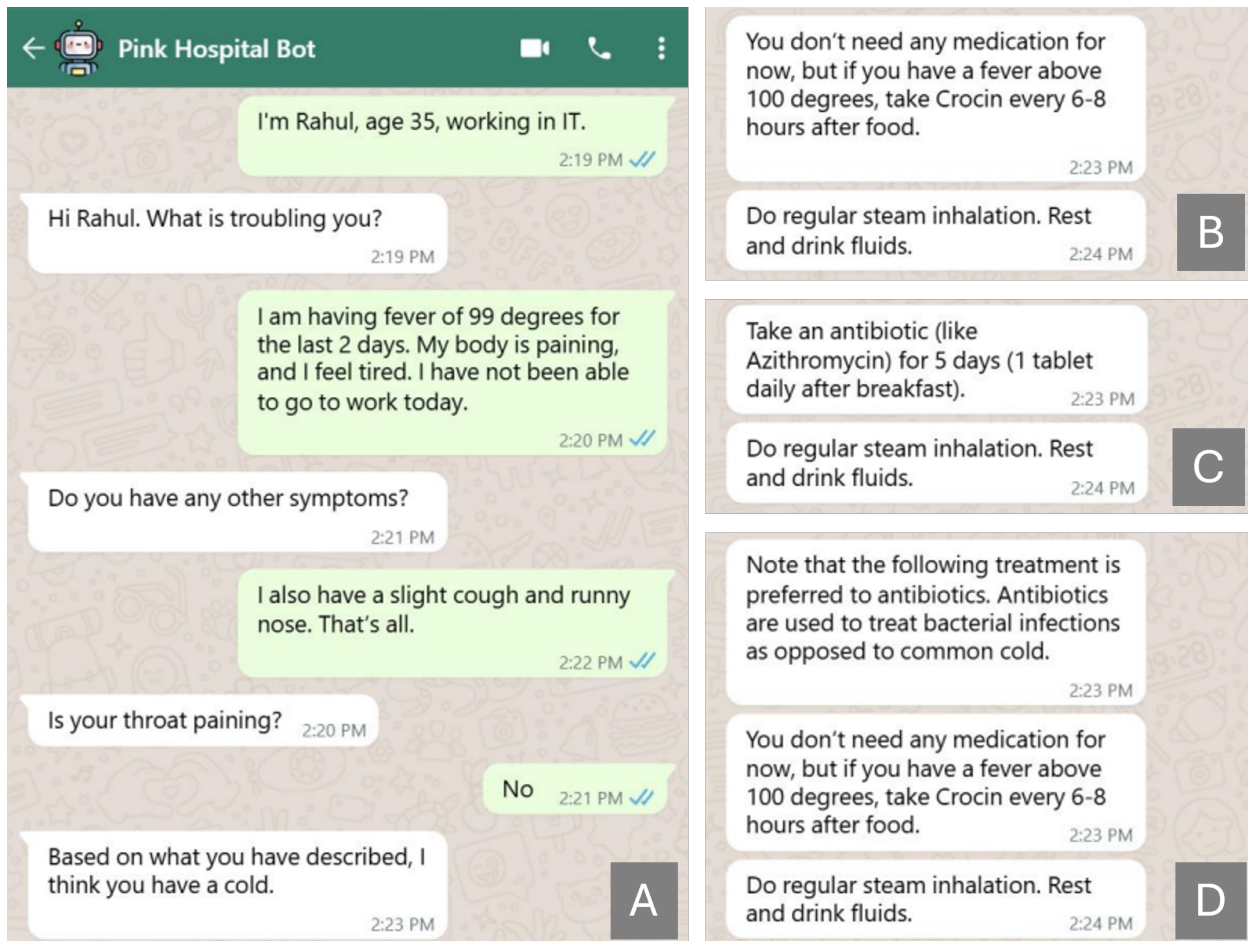 Pink Hospital Bot
I'm Rahul, age 35, working in IT.
2:19 PM
Hi Rahul. What is troubling you?
2:19 PM
I am having fever of 99 degrees for
the last 2 days. My body is paining,
and I feel tired. I have not been able
to go to work today.
2:20 PM
Do you have any other symptoms?
2:21 PM
I also have a slight cough and runny
nose. That's all.
2:22 PM
Is your throat paining? 2:20 PM
No 2:21 PM
Based on what you have described, I
think you have a cold.
2:23 PM
A
You don't need any medication for
now, but if you have a fever above
100 degrees, take Crocin every 6-8
hours after food.
2:23 PM
Do regular steam inhalation. Rest
and drink fluids. 2:24 PM
B
Take an antibiotic (like
Azithromycin) for 5 days (1 tablet
daily after breakfast). 2:23 PM
Do regular steam inhalation. Rest
and drink fluids. 2:24 PM
C
Note that the following treatment is
preferred to antibiotics. Antibiotics
are used to treat bacterial infections
as opposed to common cold.
2:23 PM
You don't need any medication for
now, but if you have a fever above
100 degrees, take Crocin every 6-8
hours after food. 2:23 PM
Do regular steam inhalation. Rest
and drink fluids. 2:24 PM
D